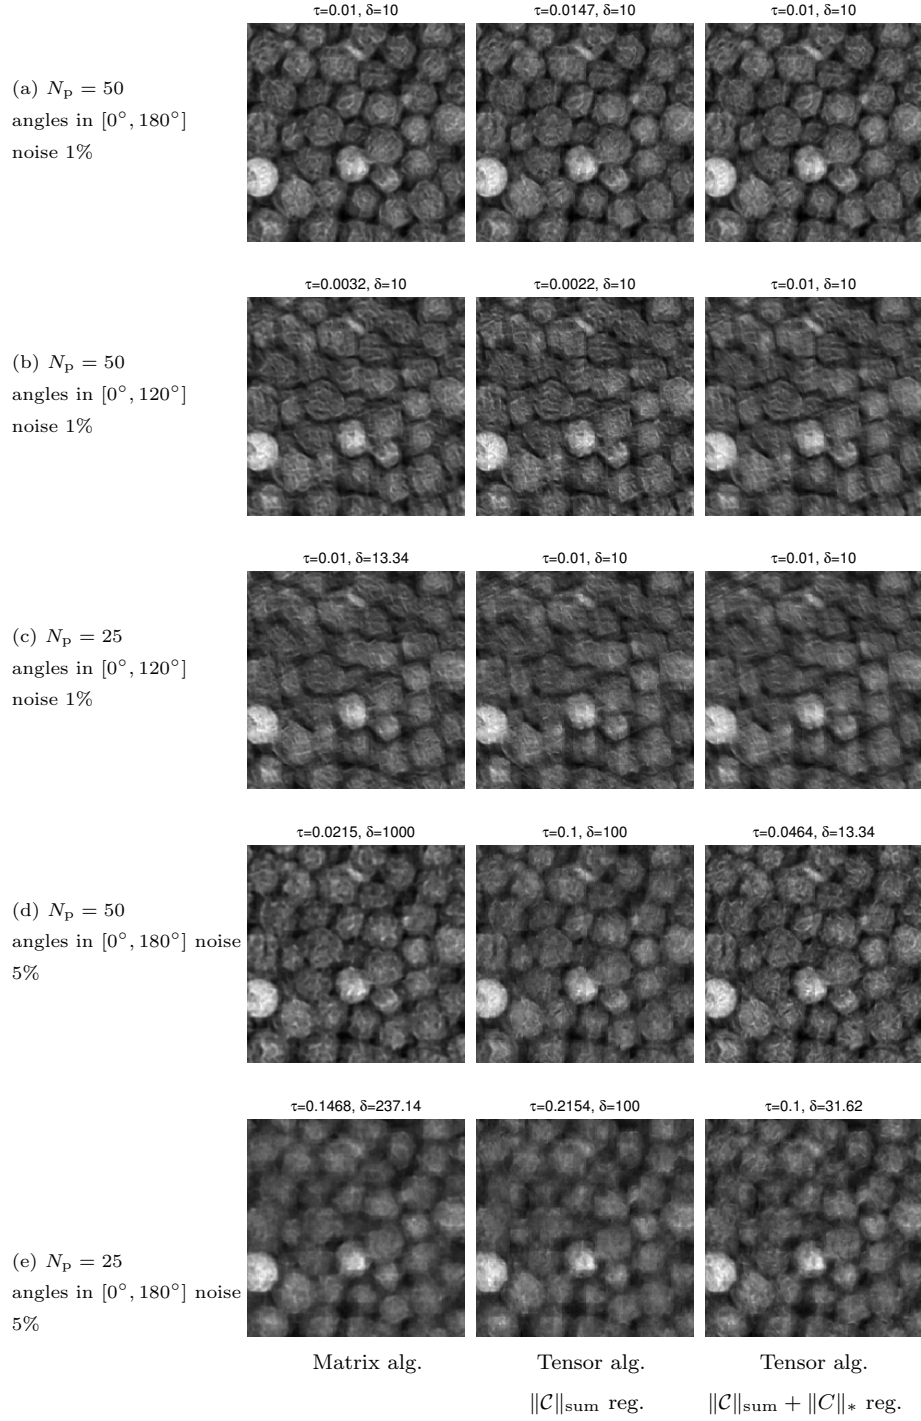 τ=0.01, δ=10 τ=0.0147, δ=10 τ=0.01, δ=10
(a) Nₚ = 50
angles in [0°, 180°]
noise 1%
τ=0.0032, δ=10 τ=0.0022, δ=10 τ=0.01, δ=10
(b) Nₚ = 50
angles in [0°, 120°]
noise 1%
τ=0.01, δ=13.34 τ=0.01, δ=10 τ=0.01, δ=10
(c) Nₚ = 25
angles in [0°, 120°]
noise 1%
τ=0.0215, δ=1000 τ=0.1, δ=100 τ=0.0464, δ=13.34
(d) Nₚ = 50
angles in [0°, 180°] noise
5%
τ=0.1468, δ=237.14 τ=0.2154, δ=100 τ=0.1, δ=31.62
(e) Nₚ = 25
angles in [0°, 180°] noise
5%
Matrix alg. Tensor alg. Tensor alg.
‖𝒞‖sum reg. ‖𝒞‖sum + ‖C‖* reg.